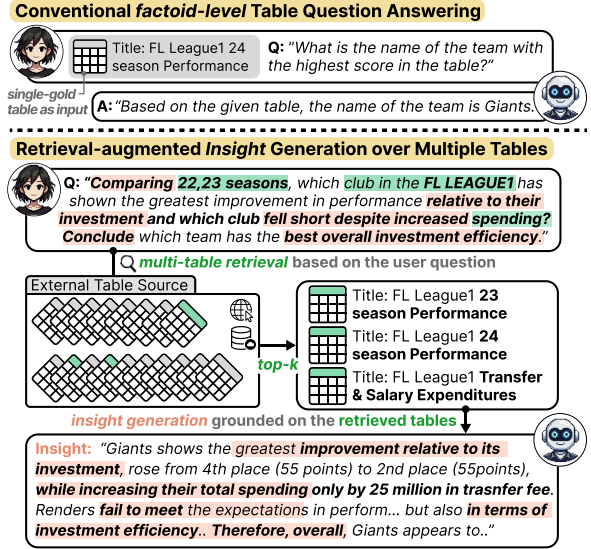 Conventional factoid-level Table Question Answering
Title: FL League1 24
season Performance
Q: "What is the name of the team with
the highest score in the table?"
single-gold
table as input
A: "Based on the given table, the name of the team is Giants.
Retrieval-augmented Insight Generation over Multiple Tables
Q: "Comparing 22,23 seasons, which club in the FL LEAGUE1 has
shown the greatest improvement in performance relative to their
investment and which club fell short despite increased spending?
Conclude which team has the best overall investment efficiency."
multi-table retrieval based on the user question
External Table Source
top-k
Title: FL League1 23
season Performance
Title: FL League1 24
season Performance
Title: FL League1 Transfer
& Salary Expenditures
insight generation grounded on the retrieved tables
Insight: "Giants shows the greatest improvement relative to its
investment, rose from 4th place (55 points) to 2nd place (55points),
while increasing their total spending only by 25 million in trasnfer fee.
Renders fail to meet the expectations in perform... but also in terms of
investment efficiency.. Therefore, overall, Giants appears to.."